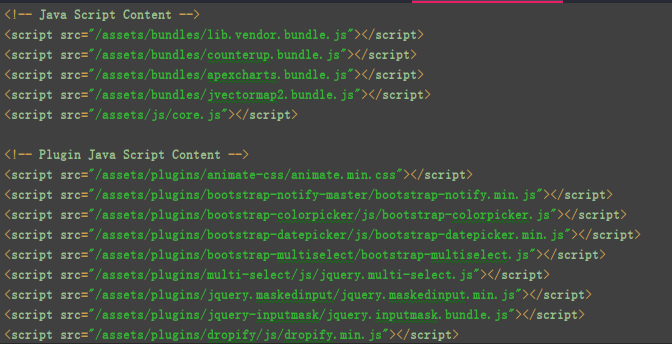 <!-- Java Script Content -->
<script src="/assets/bundles/lib.vendor.bundle.js"></script>
<script src="/assets/bundles/counterup.bundle.js"></script>
<script src="/assets/bundles/apexcharts.bundle.js"></script>
<script src="/assets/bundles/jvectormap2.bundle.js"></script>
<script src="/assets/js/core.js"></script>
<!-- Plugin Java Script Content -->
<script src="/assets/plugins/animate-css/animate.min.css"></script>
<script src="/assets/plugins/bootstrap-notify-master/bootstrap-notify.min.js"></script>
<script src="/assets/plugins/bootstrap-colorpicker/js/bootstrap-colorpicker.js"></script>
<script src="/assets/plugins/bootstrap-datepicker/js/bootstrap-datepicker.min.js"></script>
<script src="/assets/plugins/bootstrap-multiselect/bootstrap-multiselect.js"></script>
<script src="/assets/plugins/multi-select/js/jquery.multi-select.js"></script>
<script src="/assets/plugins/jquery.maskedinput/jquery.maskedinput.min.js"></script>
<script src="/assets/plugins/jquery-inputmask/jquery.inputmask.bundle.js"></script>
<script src="/assets/plugins/dropify/js/dropify.min.js"></script>